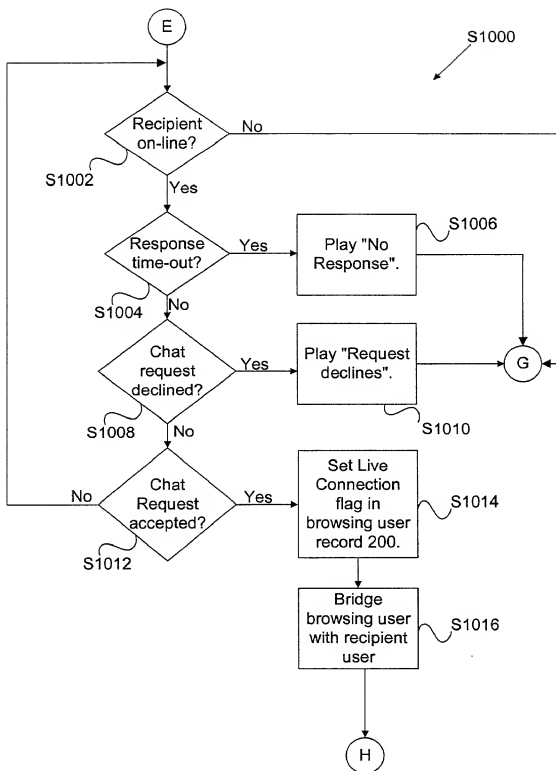 E
S1000
Recipient
on-line?
No
S1002
Yes
Response
time-out?
Yes
Play "No
Response".
S1006
S1004
No
Chat
request
declined?
Yes
Play "Request
declines".
G
S1008
S1010
No
Chat
Request
accepted?
No
Yes
Set Live
Connection
flag in
browsing user
record 200.
S1014
S1012
Bridge
browsing user
with recipient
user
S1016
H